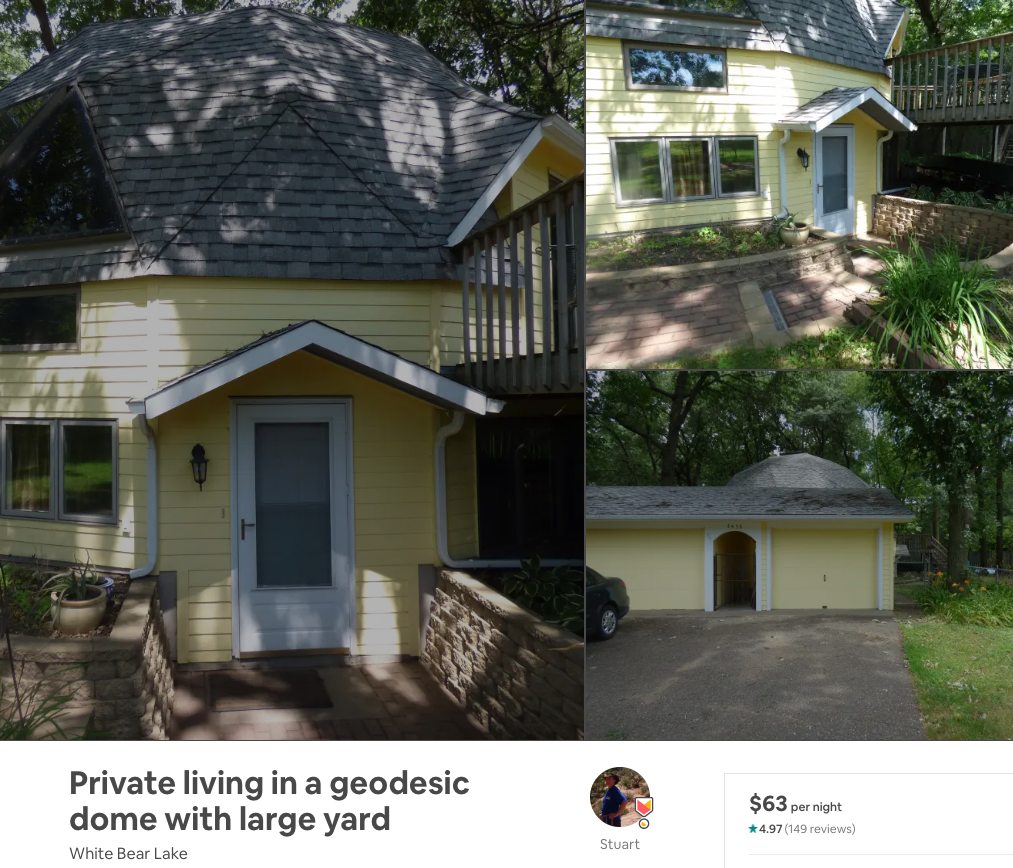 Private living in a geodesic
dome with large yard
White Bear Lake
Stuart
$63 per night
★4.97 (149 reviews)